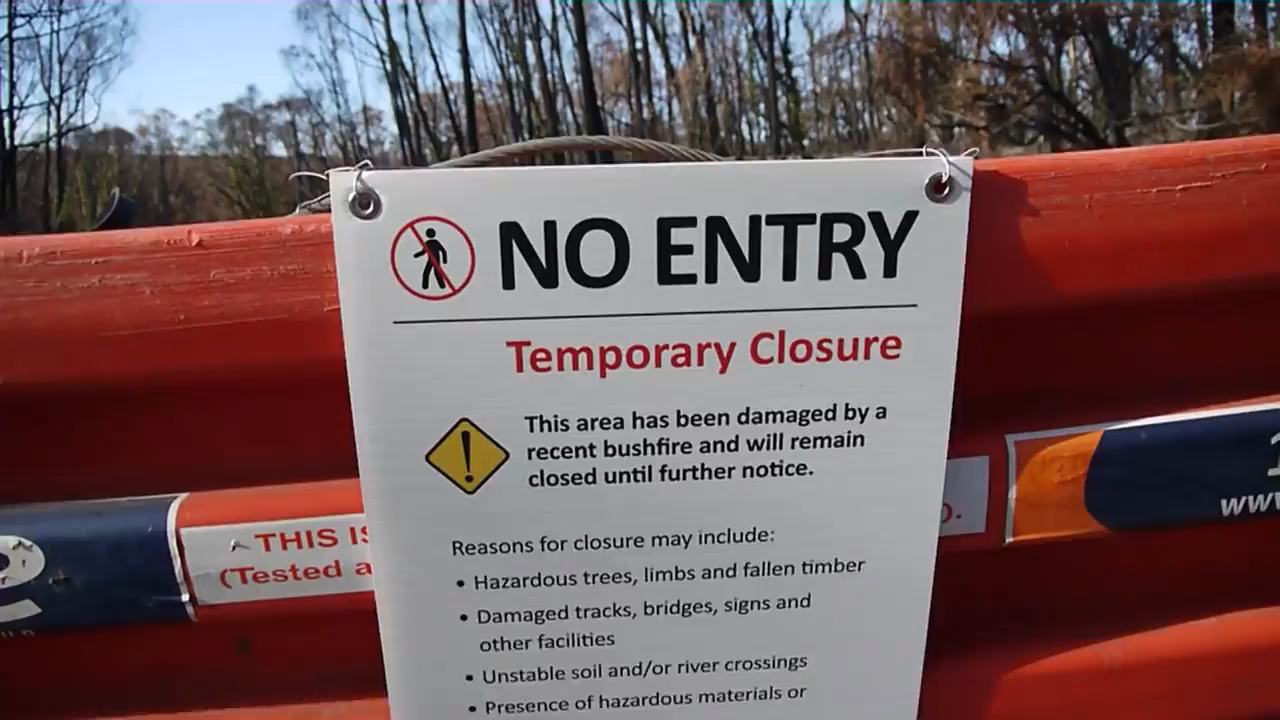 NO ENTRY
Temporary Closure
This area has been damaged by a
recent bushfire and will remain
closed until further notice.
Reasons for closure may include:
• Hazardous trees, limbs and fallen timber
• Damaged tracks, bridges, signs and
other facilities
• Unstable soil and/or river crossings
• Presence of hazardous materials or
THIS IS
(Tested a
www